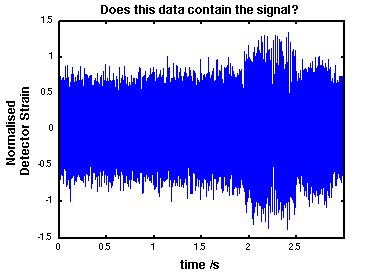 Does this data contain the signal?
1.5
1
0.5
0
-0.5
-1
-1.5
Normalised
Detector Strain
0 0.5 1 1.5 2 2.5
time /s